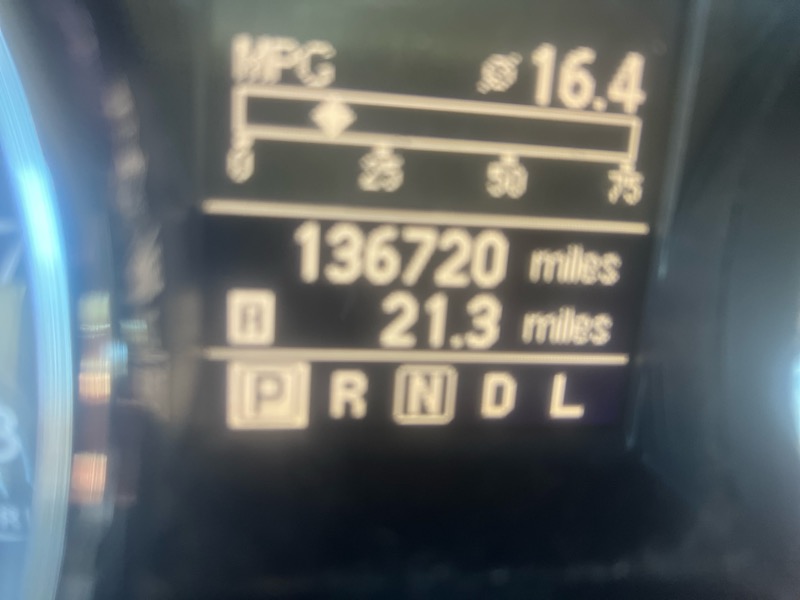 MPG ø 16.4
0 25 50 75
136720 miles
A 21.3 miles
P R N D L